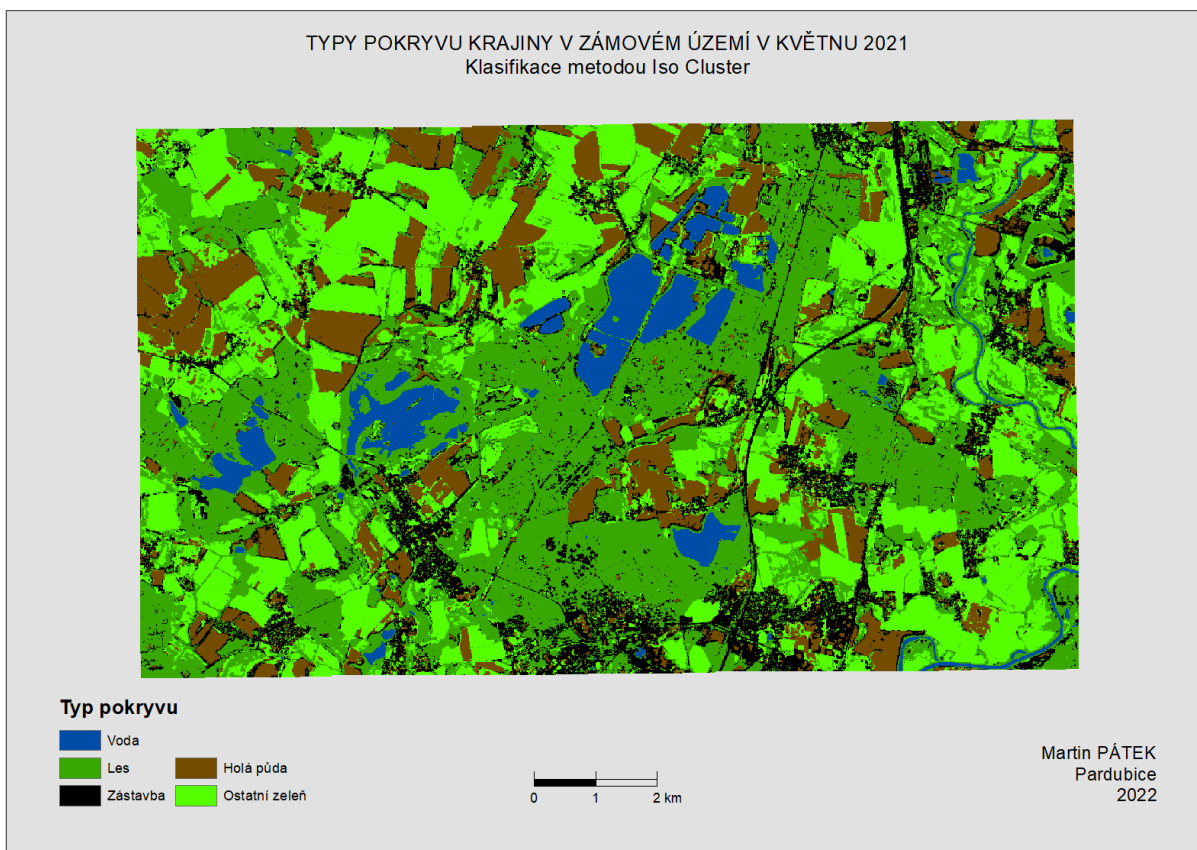 TYPY POKRYVU KRAJINY V ZÁMOVÉM ÚZEMÍ V KVĚTNU 2021
Klasifikace metodou Iso Cluster
Typ pokryvu
Voda
Les
Holá půda
Zástavba
Ostatní zeleň
0 1 2 km
Martin PÁTEK
Pardubice
2022